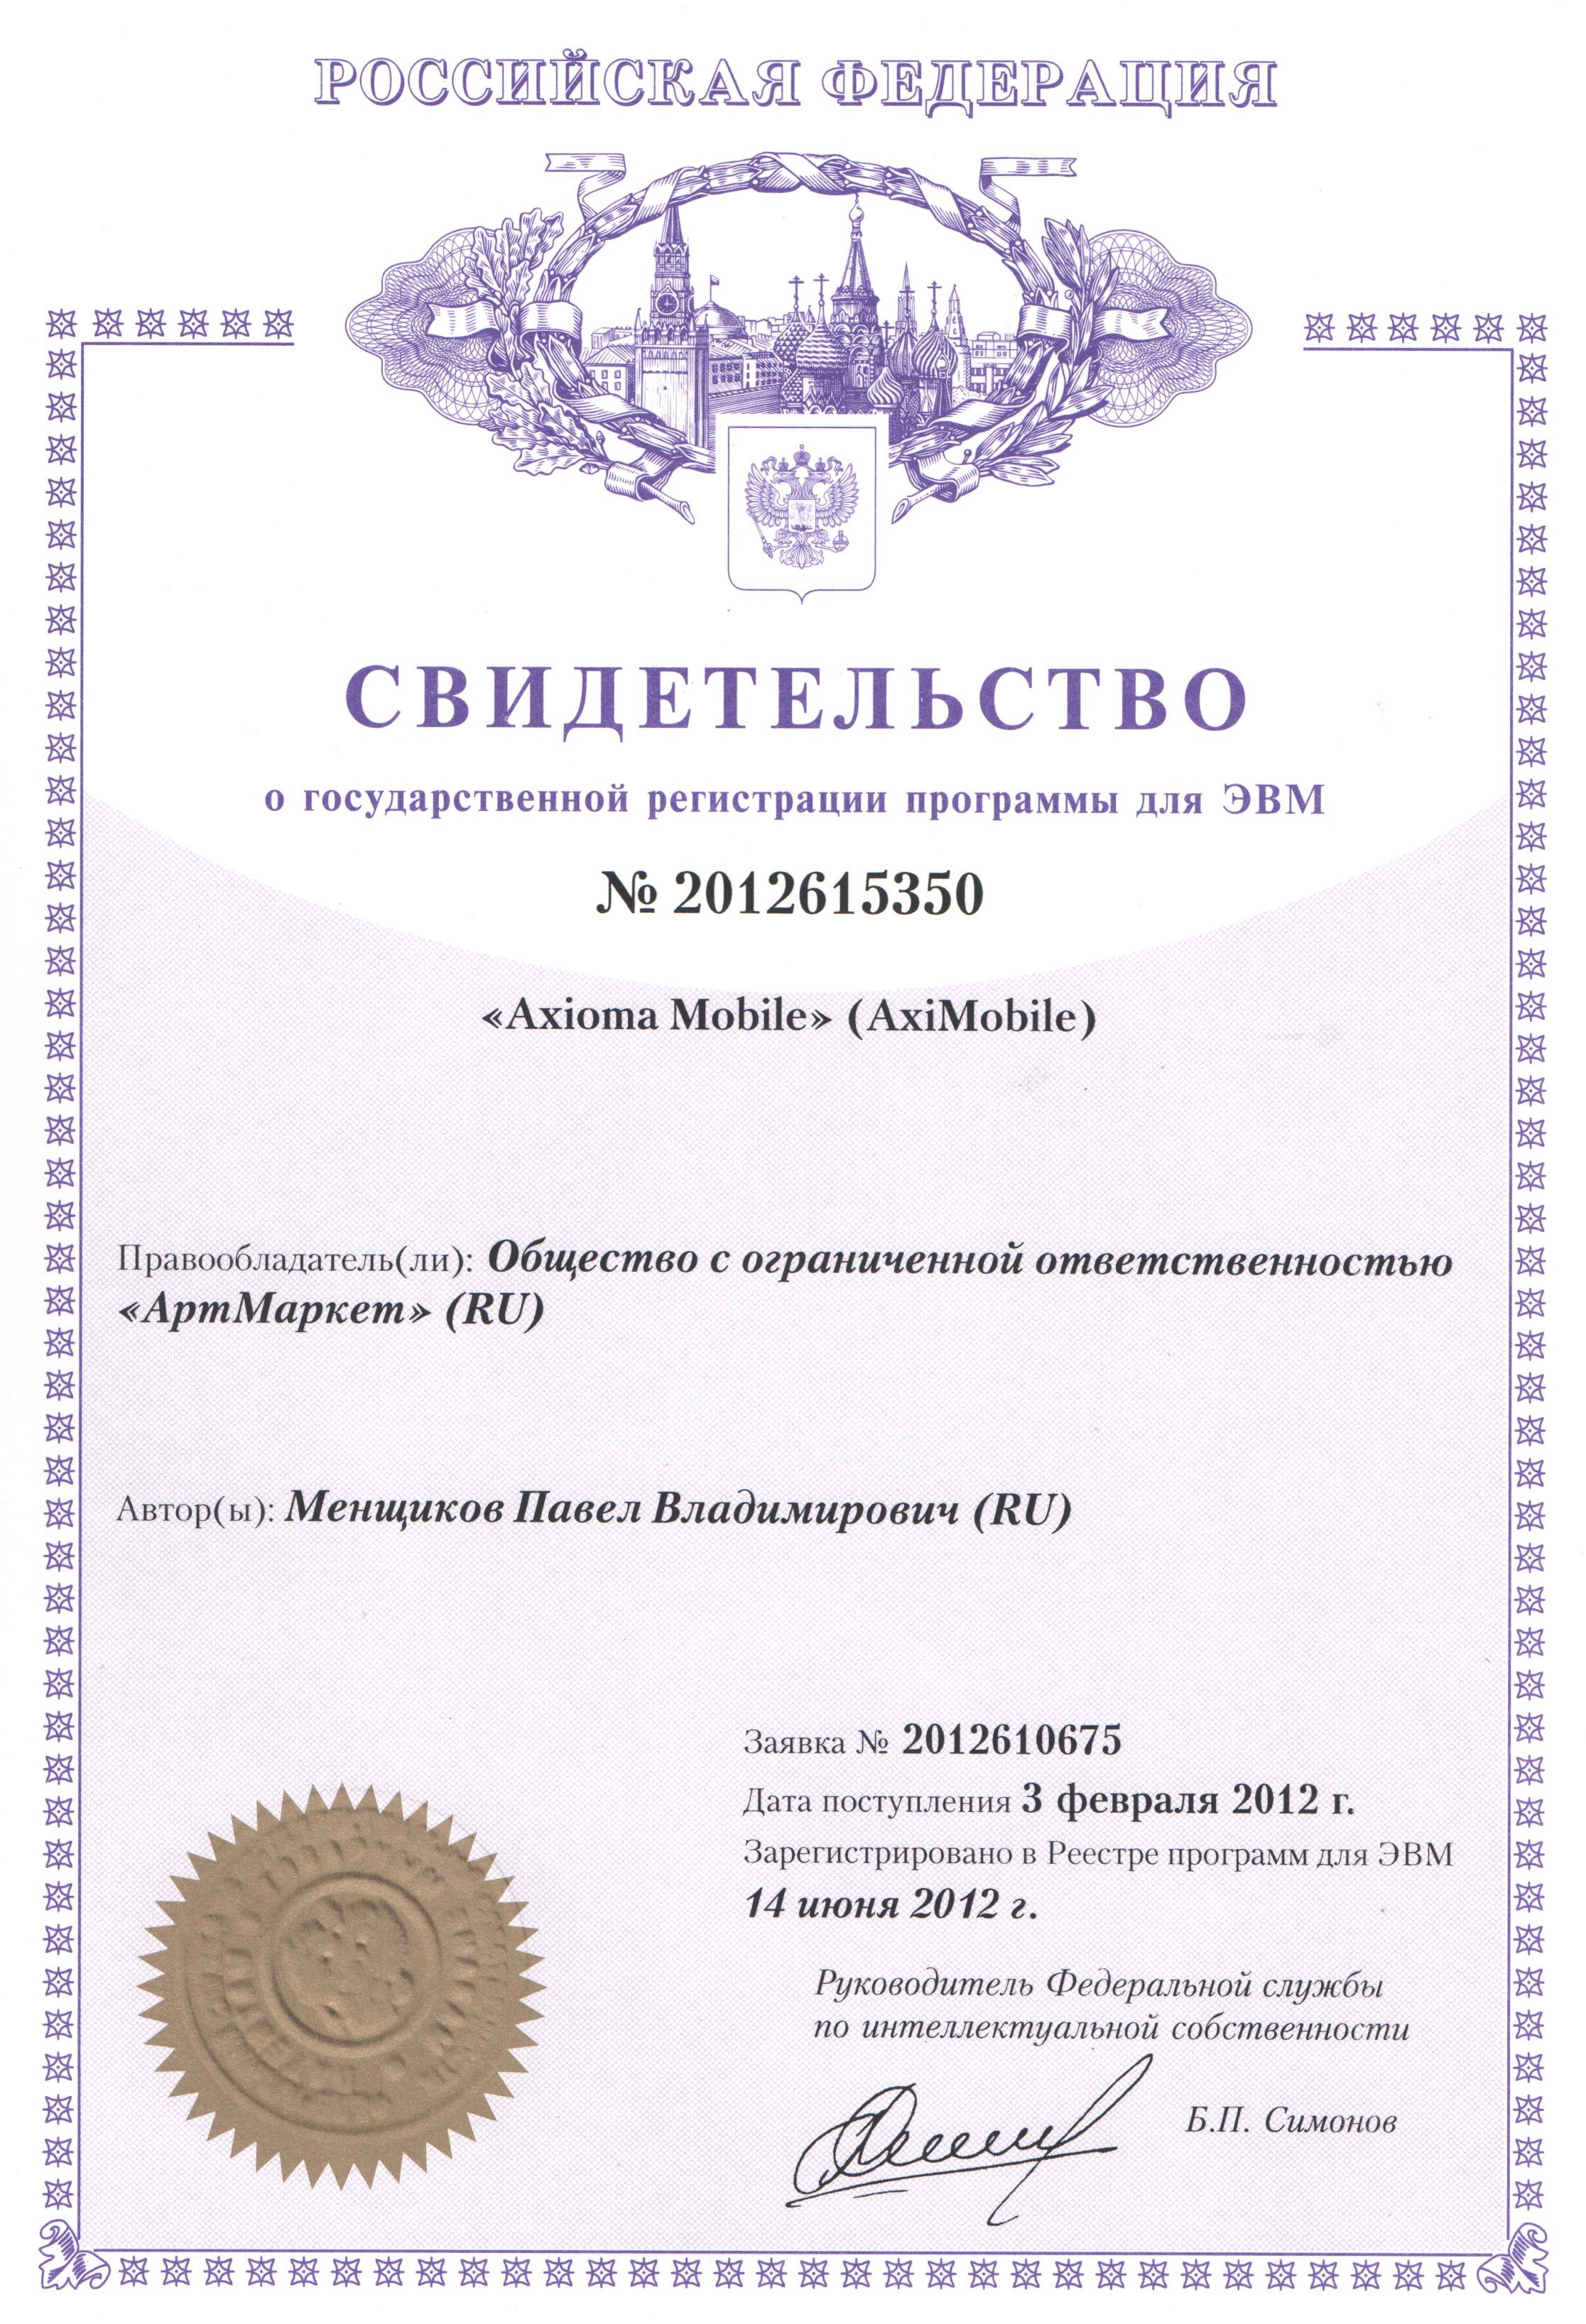 РОССИЙСКАЯ ФЕДЕРАЦИЯ
СВИДЕТЕЛЬСТВО
о государственной регистрации программы для ЭВМ
№ 2012615350
«Axioma Mobile» (AxiMobile)
Правообладатель(ли): Общество с ограниченной ответственностью
«АртМаркет» (RU)
Автор(ы): Менщиков Павел Владимирович (RU)
Заявка № 2012610675
Дата поступления 3 февраля 2012 г.
Зарегистрировано в Реестре программ для ЭВМ
14 июня 2012 г.
Руководитель Федеральной службы
по интеллектуальной собственности
Б.П. Симонов